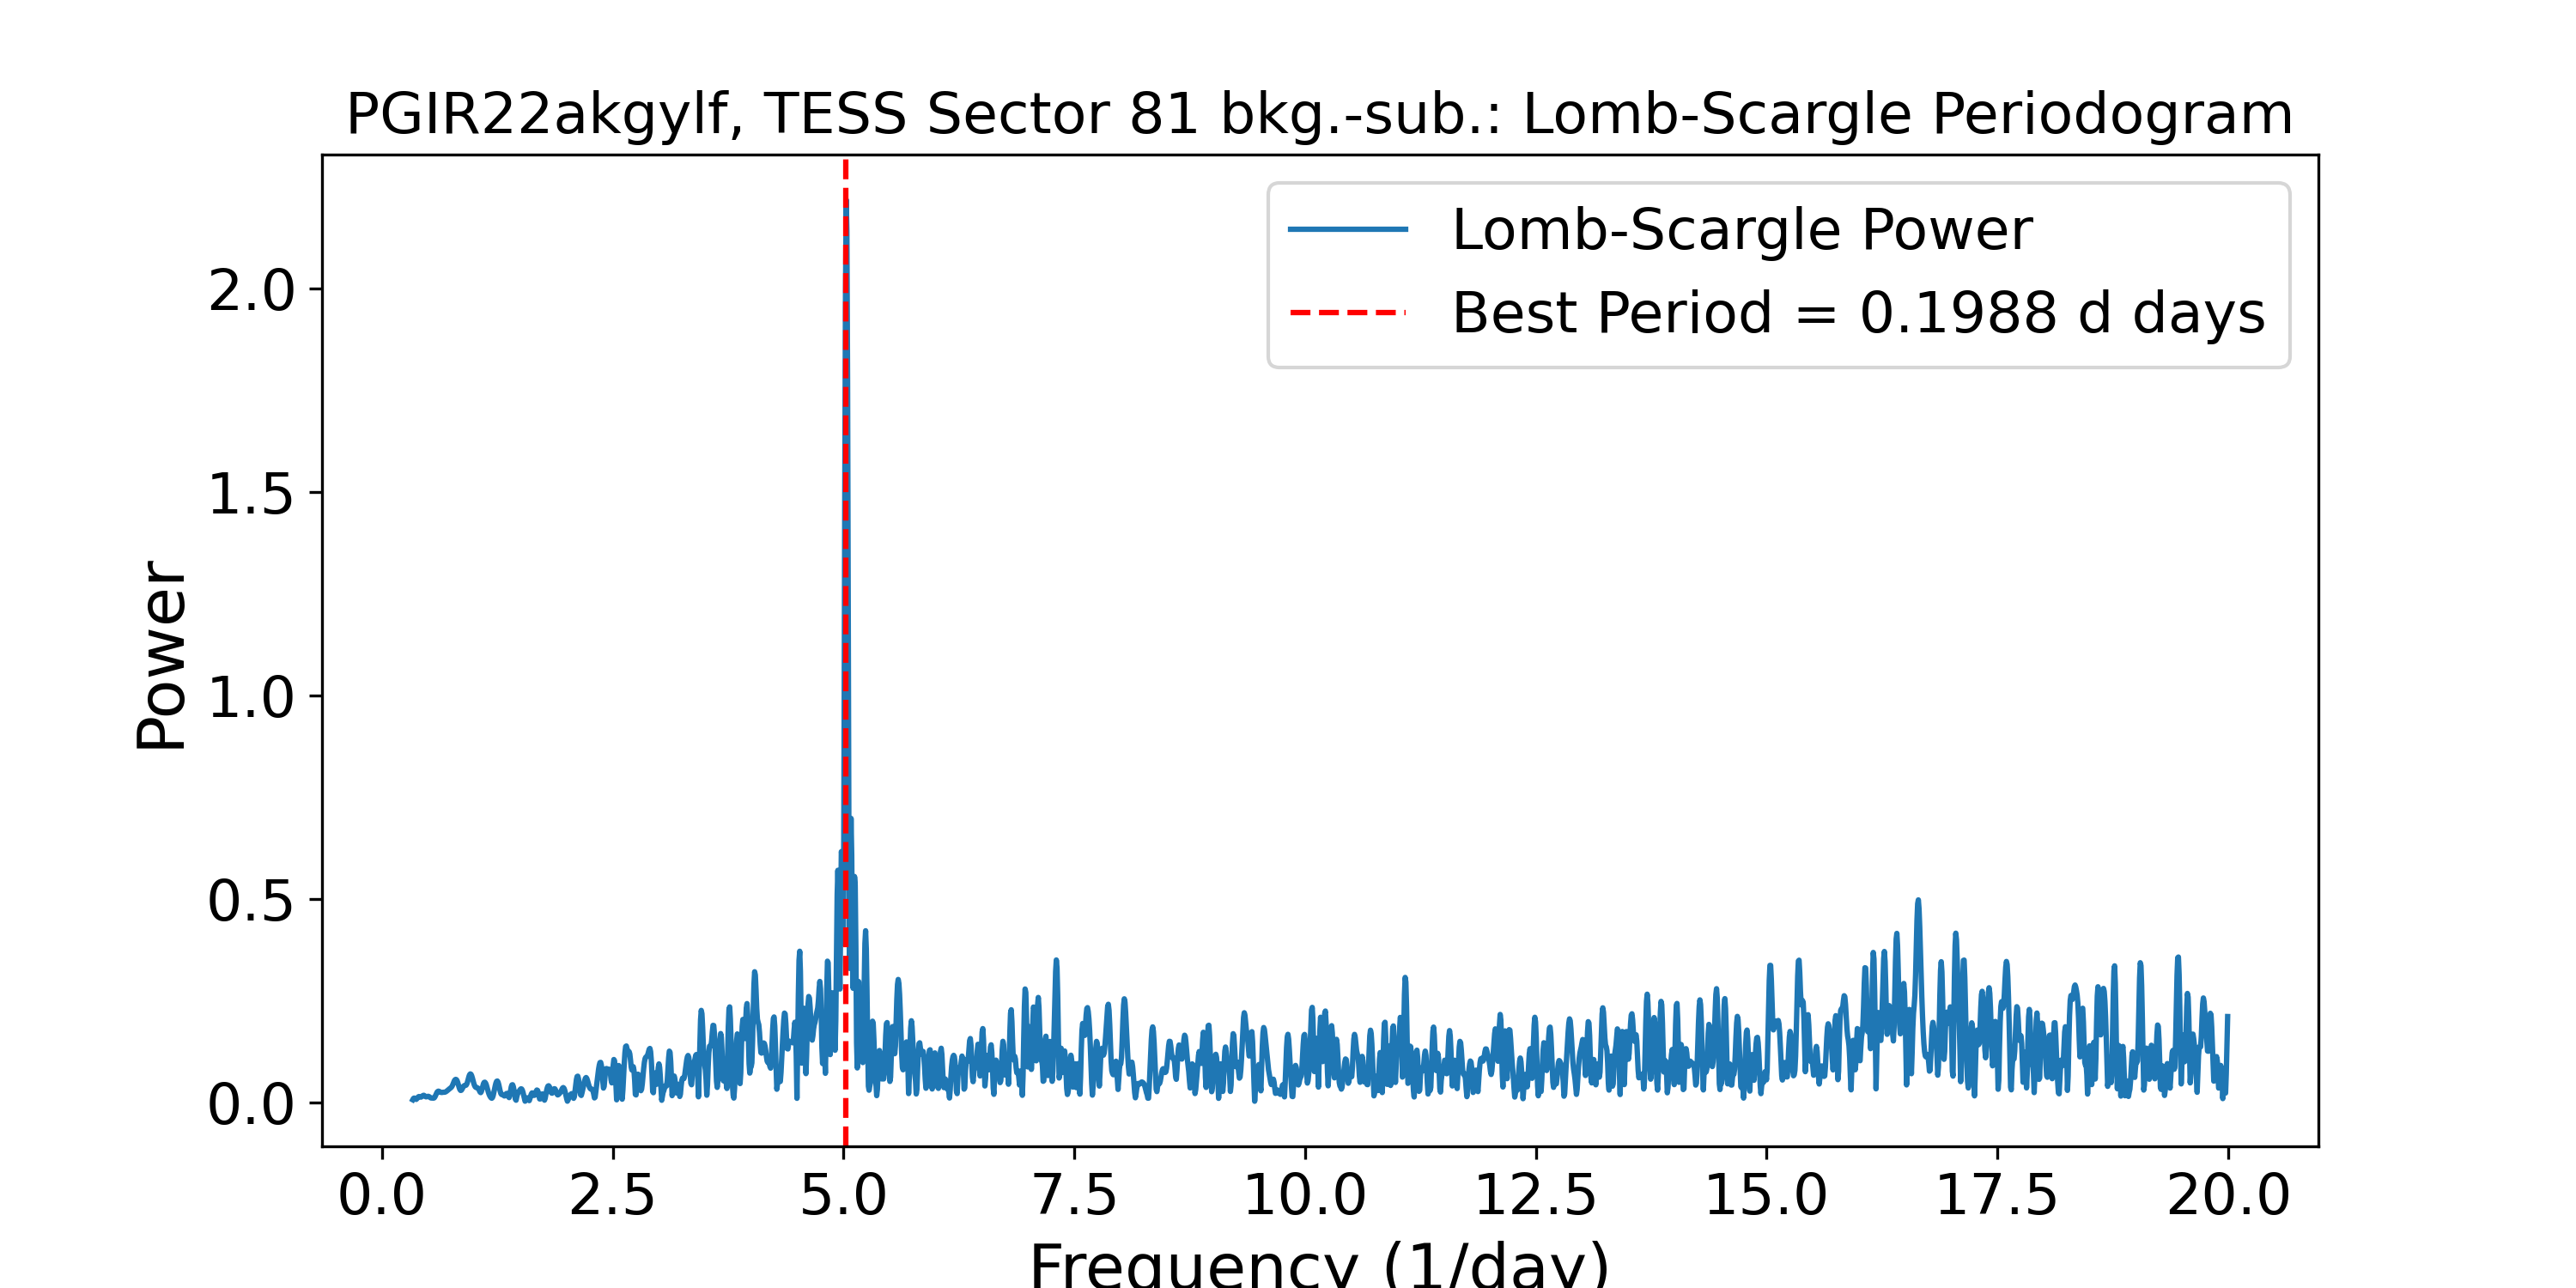 PGIR22akgylf, TESS Sector 81 bkg.-sub.: Lomb-Scargle Periodogram
Lomb-Scargle Power
Best Period = 0.1988 d days
Power
2.0
1.5
1.0
0.5
0.0
0.0 2.5 5.0 7.5 10.0 12.5 15.0 17.5 20.0
Frequency (1/day)